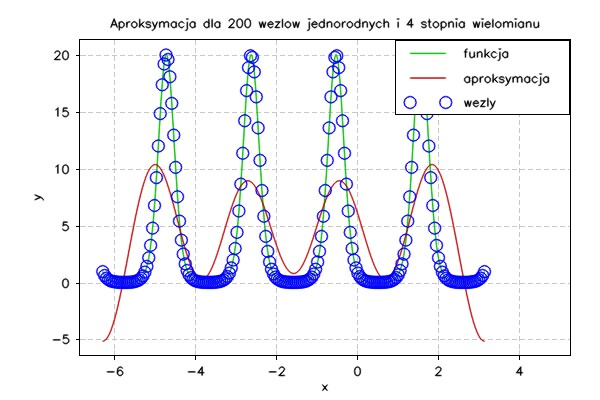 Aproksymacja dla 200 wezlow jednorodnych i 4 stopnia wielomianu
funkcja
aproksymacja
wezly
20
15
10
5
0
−5
y
−6 −4 −2 0 2 4
x